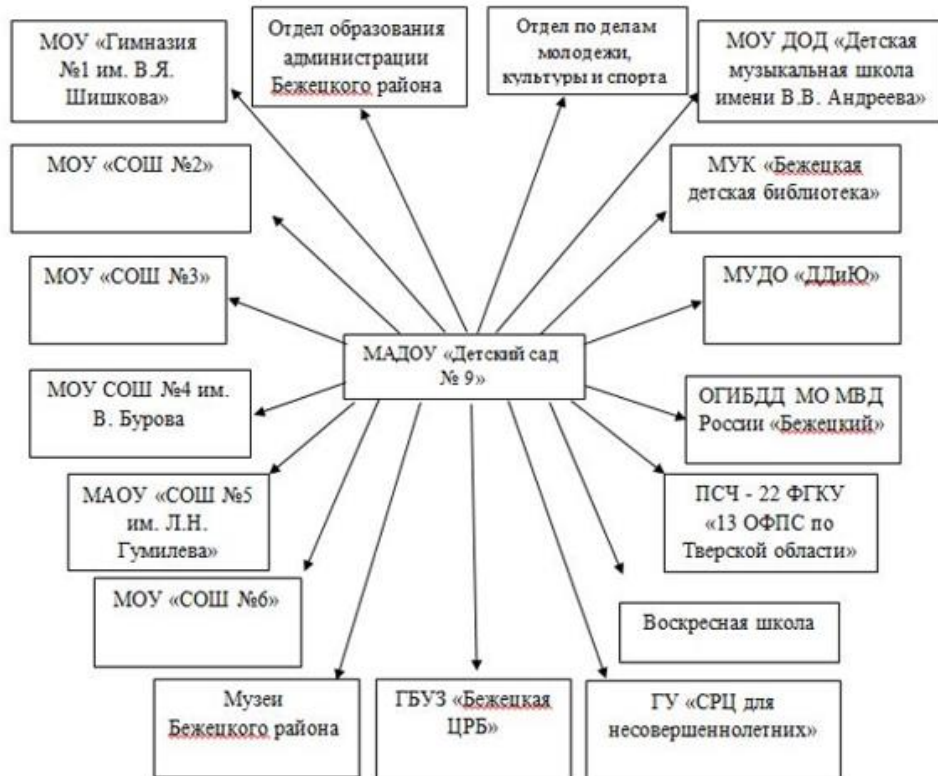 МОУ «Гимназия
№1 им. В.Я.
Шишкова»
Отдел образования
администрации
Бежецкого района
Отдел по делам
молодежи,
культуры и спорта
МОУ ДОД «Детская
музыкальная школа
имени В.В. Андреева»
МОУ «СОШ №2»
МУК «Бежецкая
детская библиотека»
МОУ «СОШ №3»
МУДО «ДДиЮ»
МАДОУ «Детский сад
№ 9»
МОУ СОШ №4 им.
В. Бурова
ОГИБДД МО МВД
России «Бежецкий»
МАОУ «СОШ №5
им. Л.Н.
Гумилева»
ПСЧ - 22 ФГКУ
«13 ОФПС по
Тверской области»
МОУ «СОШ №6»
Воскресная школа
Музеи
Бежецкого района
ГБУЗ «Бежецкая
ЦРБ»
ГУ «СРЦ для
несовершеннолетних»